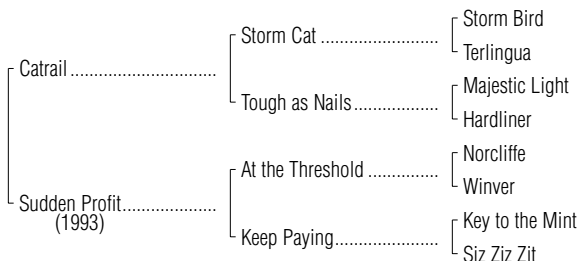 Storm Bird
Storm Cat ........................
Terlingua
Catrail ..............................
Majestic Light
Tough as Nails .................
Hardliner
Norcliffe
At the Threshold ..............
Winver
Sudden Profit...................
(1993)
Key to the Mint
Keep Paying.....................
Siz Ziz Zit